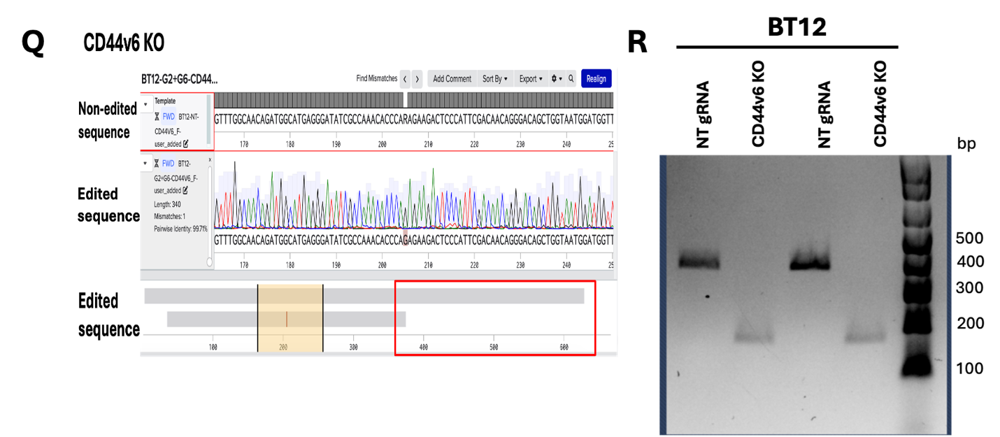 Q
CD44v6 KO
BT12-G2+G6-CD44...
Find Mismatches
Add Comment
Sort By
Export
Realign
Non-edited
sequence
Template
FWD BT12-NT-
CD44V6_F-
user_added
GTTTGGCAACAGATGGCATGAGGGATATCGCCAAACACCCARAGAAGACTCCCATTCGACAACAGGGACAGCTGGTAATGGATGGTT
170 180 190 200 210 220 230 240 25
Edited
sequence
FWD BT12-
x
G2+G6-CD44V6_F-
user_added
Length: 340
Mismatches: 1
Pairwise Identity: 99.71%
GTTTGGCAACAGATGGCATGAGGGATATCGCCAAACACCCAGAGAAGACTCCCATTCGACAACAGGGACAGCTGGTAATGGATGGTT
170 180 190 200 210 220 230 240 25
Edited
sequence
100 200 300 400 500 600
R
BT12
NT gRNA
CD44v6 KO
NT gRNA
CD44v6 KO
bp
500
400
300
200
100